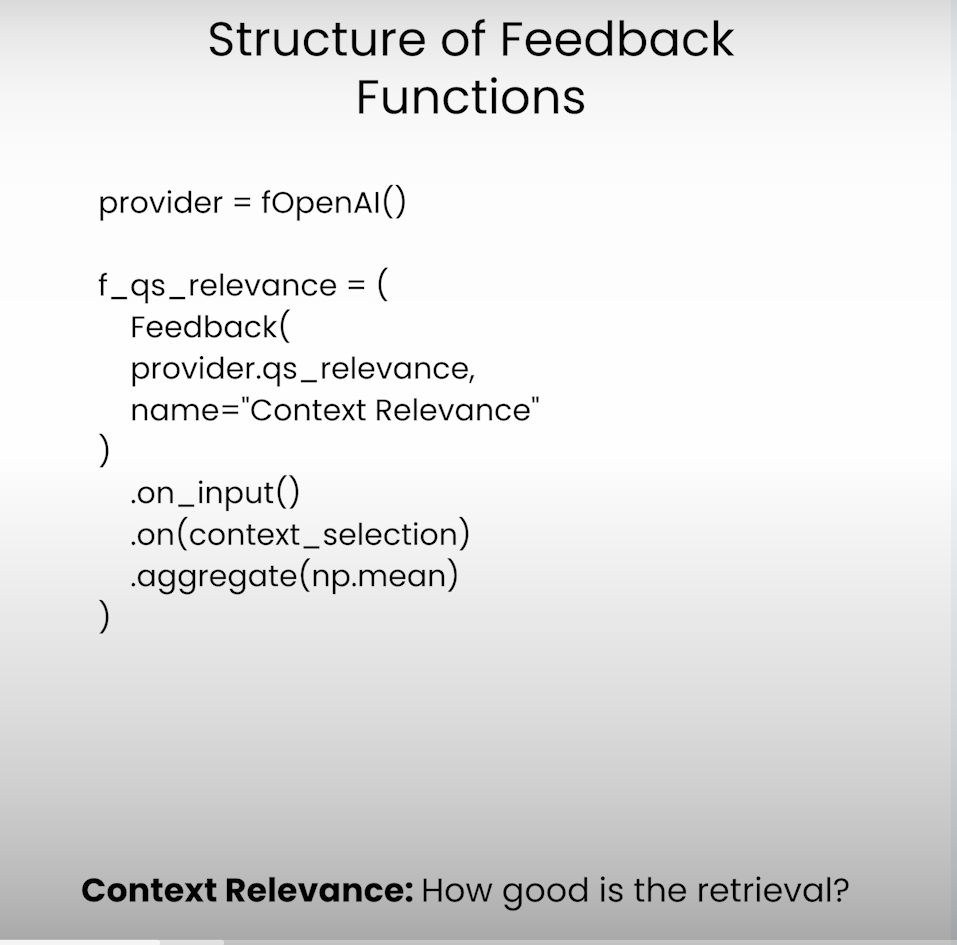 Structure of Feedback
Functions
provider = fOpenAI()
f_qs_relevance = (
Feedback(
provider.qs_relevance,
name="Context Relevance"
)
.on_input()
.on(context_selection)
.aggregate(np.mean)
)
Context Relevance: How good is the retrieval?